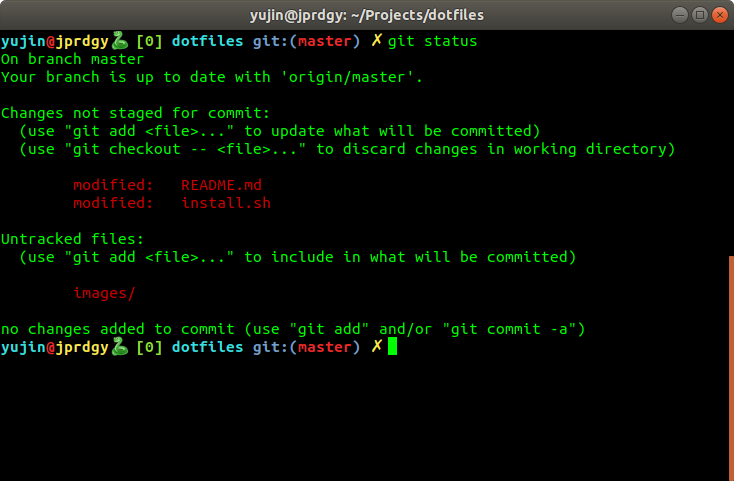 yujin@jprdgy: ~/Projects/dotfiles
yujin@jprdgy🐍 [0] dotfiles git:(master) ✗ git status
On branch master
Your branch is up to date with 'origin/master'.
Changes not staged for commit:
  (use "git add <file>..." to update what will be committed)
  (use "git checkout -- <file>..." to discard changes in working directory)
        modified:   README.md
        modified:   install.sh
Untracked files:
  (use "git add <file>..." to include in what will be committed)
        images/
no changes added to commit (use "git add" and/or "git commit -a")
yujin@jprdgy🐍 [0] dotfiles git:(master) ✗